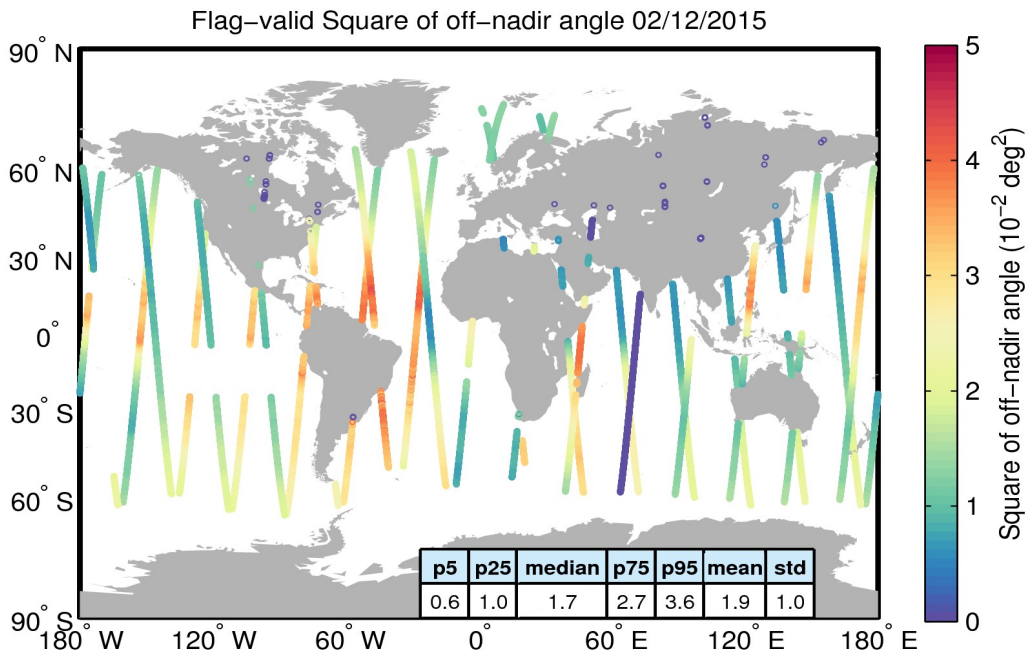 Flag−valid Square of off−nadir angle 02/12/2015
90° N
60° N
30° N
0°
30° S
60° S
90° S
180° W
120° W
60° W
0°
60° E
120° E
180° E
p5 p25 median p75 p95 mean std
0.6 1.0 1.7 2.7 3.6 1.9 1.0
5
4
3
2
1
0
Square of off−nadir angle (10⁻² deg²)